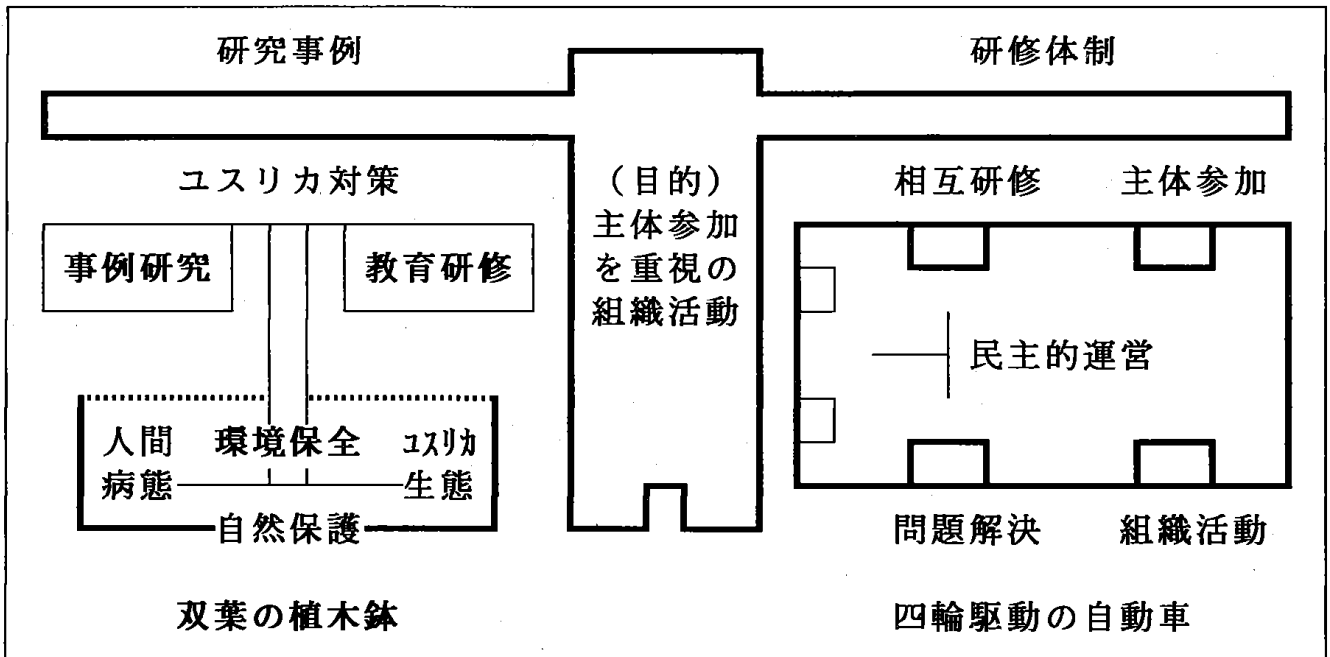 研究事例
研修体制
ユスリカ対策
事例研究
教育研修
人間 環境保全 ユスリカ
病態 生態
自然保護
双葉の植木鉢
（目的）
主体参加
を重視の
組織活動
相互研修 主体参加
民主的運営
問題解決 組織活動
四輪駆動の自動車